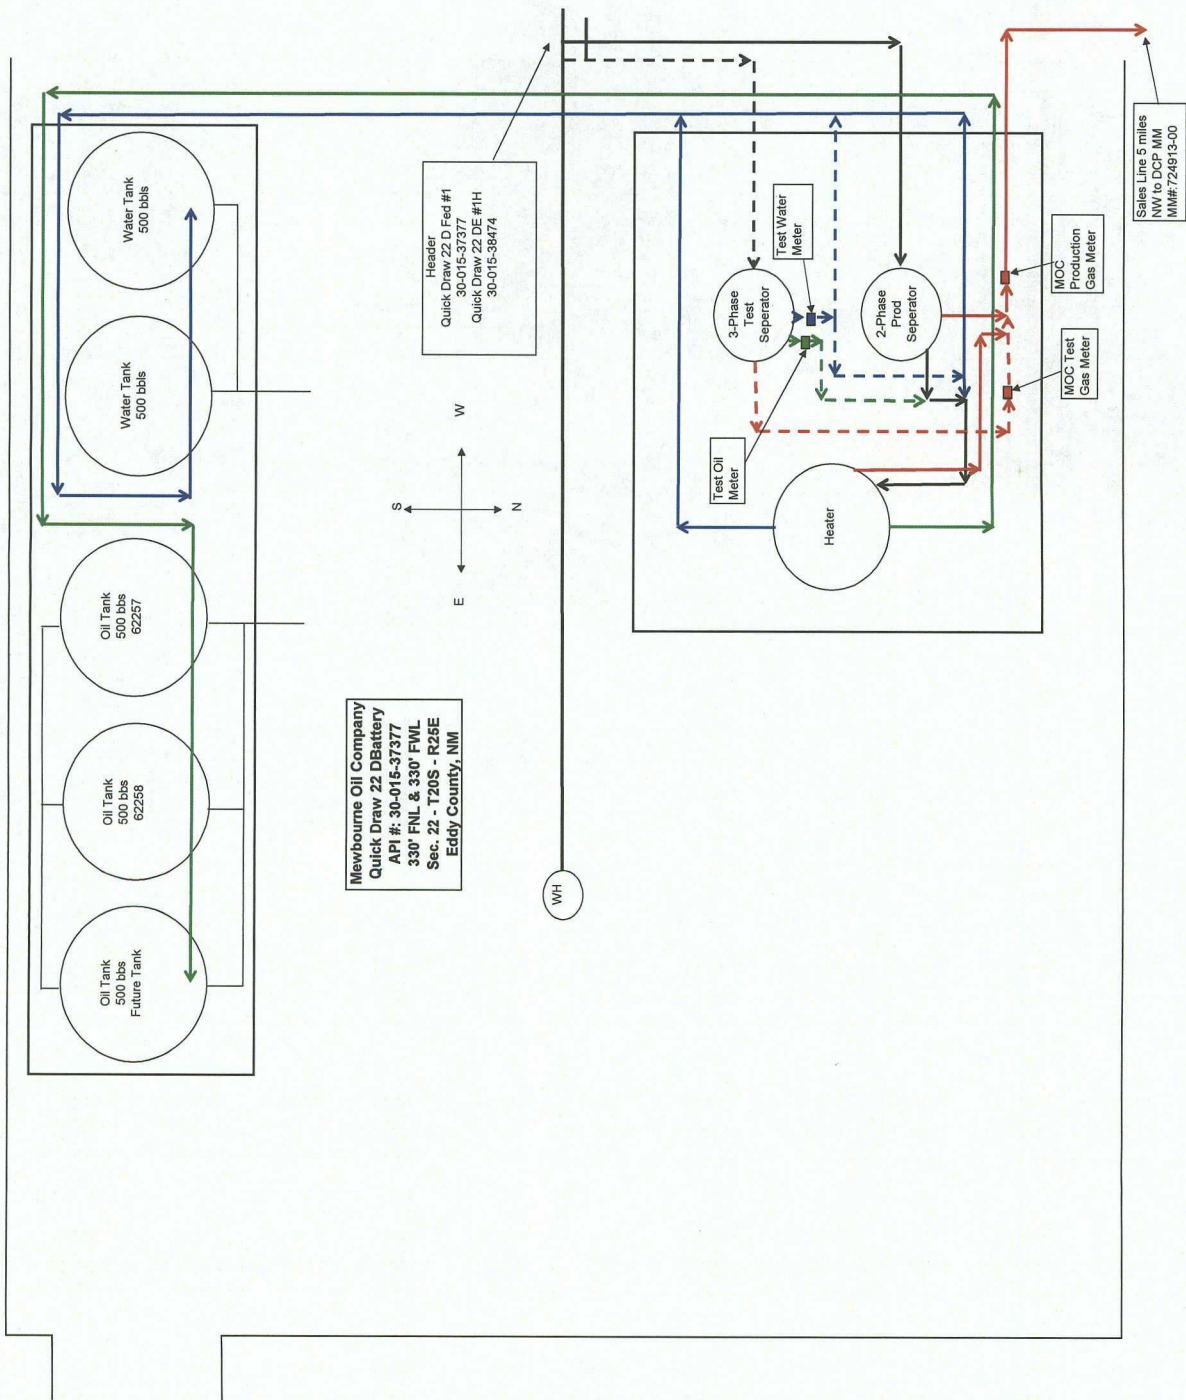 Water Tank
500 bbls
Water Tank
500 bbls
Oil Tank
500 bbs
62257
Oil Tank
500 bbs
62258
Oil Tank
500 bbs
Future Tank
Header
Quick Draw 22 D Fed #1
30-015-37377
Quick Draw 22 DE #1H
30-015-38474
S
W
N
E
Mewbourne Oil Company
Quick Draw 22 DBattery
API #: 30-015-37377
330' FNL & 330' FWL
Sec. 22 - T20S - R25E
Eddy County, NM
WH
3-Phase
Test
Seperator
Test Water
Meter
2-Phase
Prod
Seperator
Test Oil
Meter
Heater
MOC
Production
Gas Meter
MOC Test
Gas Meter
Sales Line 5 miles
NW to DCP MM
MM#:724913-00